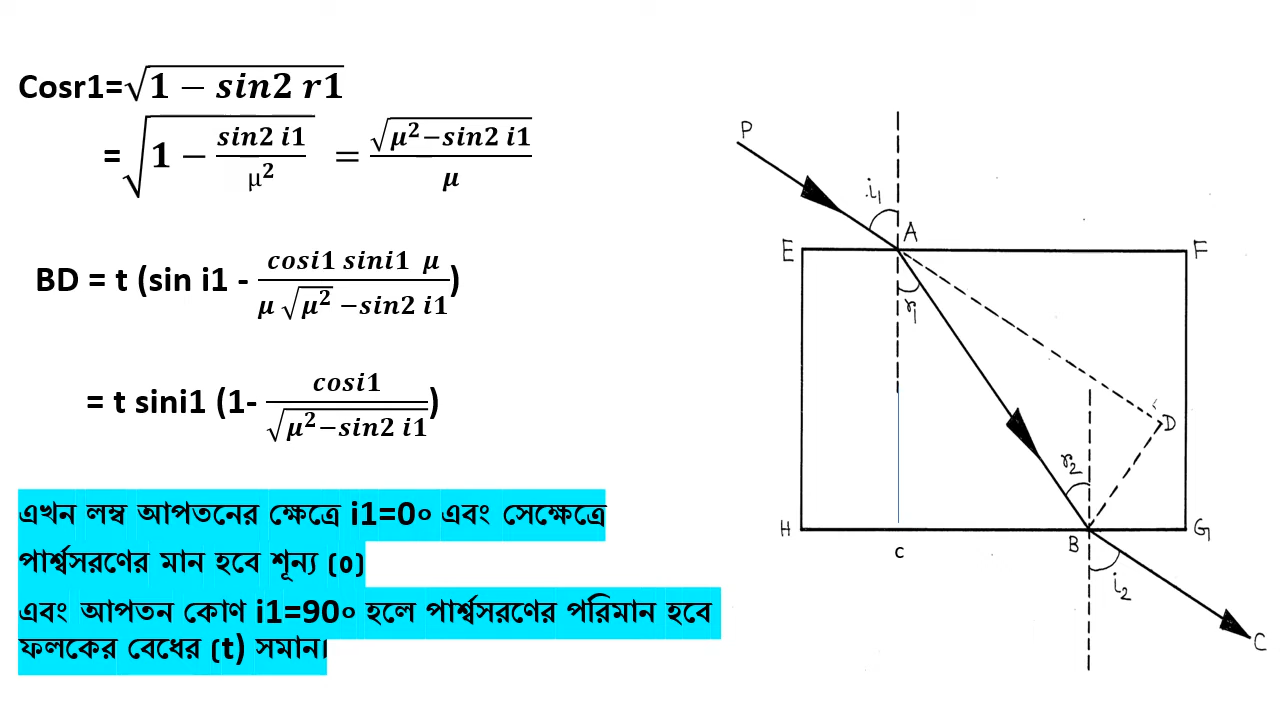 Cosr1=√1 − sin2 r1
=√1 − sin2 i1/μ² = √μ²−sin2 i1/μ
BD = t (sin i1 - cosi1 sini1 μ/μ √μ² −sin2 i1)
= t sini1 (1- cosi1/√μ²−sin2 i1)
এখন লম্ব আপতনের ক্ষেত্রে i1=0০ এবং সেক্ষেত্রে
পার্শ্বসরণের মান হবে শূন্য (0)
এবং আপতন কোণ i1=90০ হলে পার্শ্বসরণের পরিমান হবে
ফলকের বেধের (t) সমান।
P
i1
A
E
F
r1
D
r2
H
c
B
G
i2
C